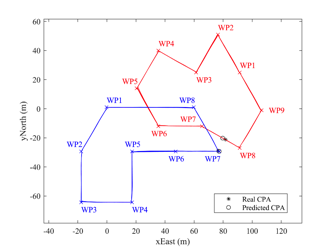 60
40
20
0
-20
-40
-60
yNorth (m)
WP2
WP4
WP1
WP5
WP3
WP1
WP8
WP9
WP6
WP7
WP2
WP5
WP6
WP7
WP8
WP3
WP4
Real CPA
Predicted CPA
-40 -20 0 20 40 60 80 100 120
xEast (m)